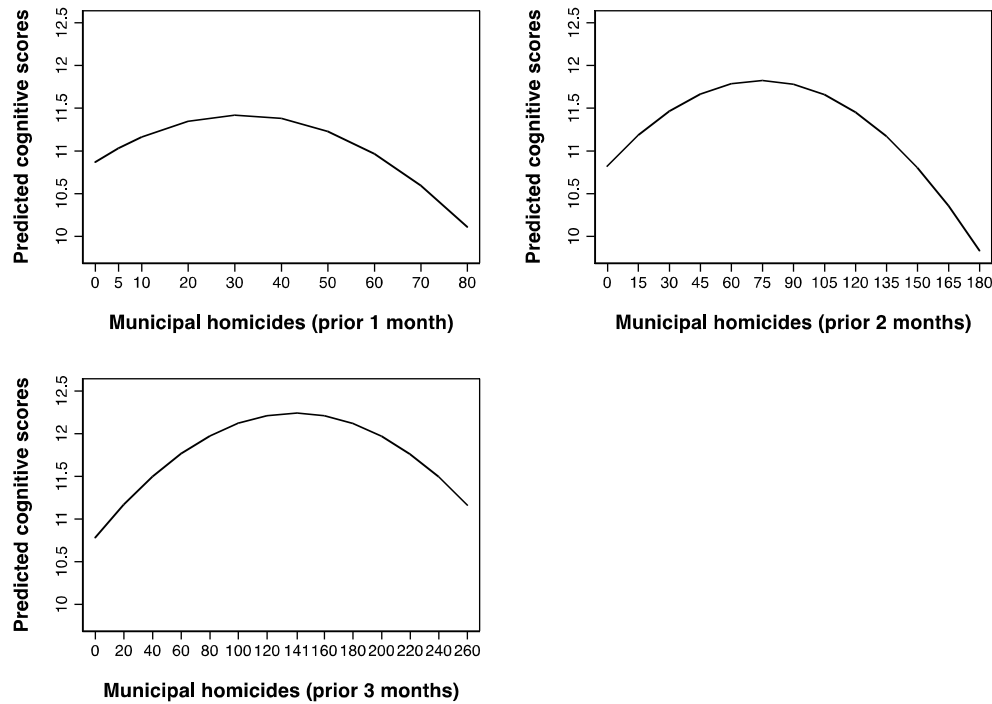 Predicted cognitive scores
12.5
12
11.5
11
10.5
10
0 5 10 20 30 40 50 60 70 80
Municipal homicides (prior 1 month)
Predicted cognitive scores
12.5
12
11.5
11
10.5
10
0 15 30 45 60 75 90 105 120 135 150 165 180
Municipal homicides (prior 2 months)
Predicted cognitive scores
12.5
12
11.5
11
10.5
10
0 20 40 60 80 100 120 141 160 180 200 220 240 260
Municipal homicides (prior 3 months)